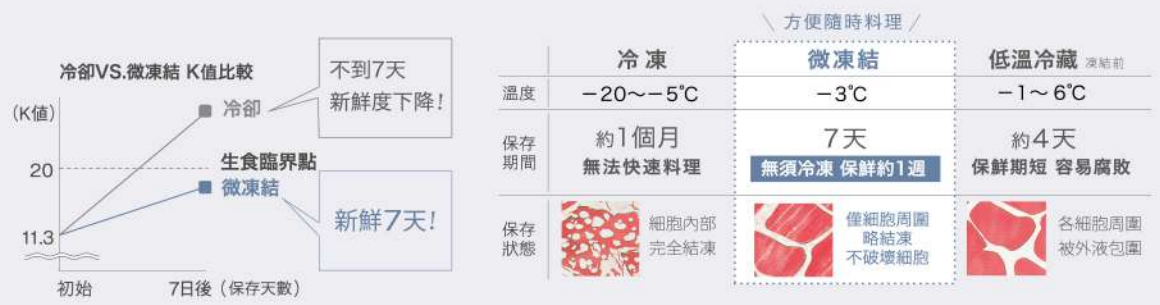 冷卻VS.微凍結 K值比較
(K值)
20
11.3
冷卻
生食臨界點
微凍結
不到7天
新鮮度下降!
新鮮7天!
初始
7日後 (保存天數)
\ 方便隨時料理 /
冷凍
微凍結
低溫冷藏 凍結前
溫度
−20~−5℃
−3℃
−1~6℃
保存
期間
約1個月
無法快速料理
7天
無須冷凍 保鮮約1週
約4天
保鮮期短 容易腐敗
保存
狀態
細胞內部
完全結凍
僅細胞周圍
略結凍
不破壞細胞
各細胞周圍
被外液包圍